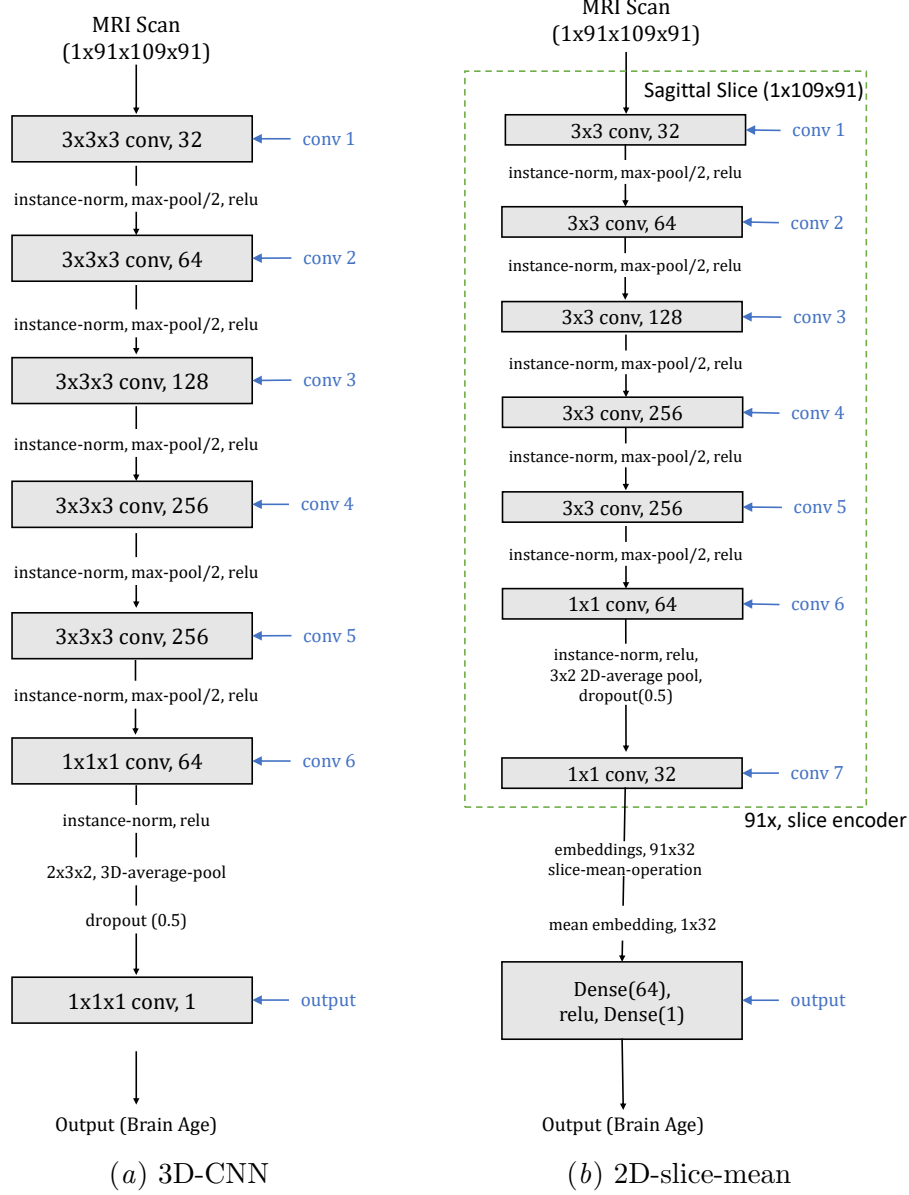 MRI Scan
(1x91x109x91)
3x3x3 conv, 32
conv 1
instance-norm, max-pool/2, relu
3x3x3 conv, 64
conv 2
instance-norm, max-pool/2, relu
3x3x3 conv, 128
conv 3
instance-norm, max-pool/2, relu
3x3x3 conv, 256
conv 4
instance-norm, max-pool/2, relu
3x3x3 conv, 256
conv 5
instance-norm, max-pool/2, relu
1x1x1 conv, 64
conv 6
instance-norm, relu
2x3x2, 3D-average-pool
dropout (0.5)
1x1x1 conv, 1
output
Output (Brain Age)
(a) 3D-CNN
MRI Scan
(1x91x109x91)
Sagittal Slice (1x109x91)
3x3 conv, 32
conv 1
instance-norm, max-pool/2, relu
3x3 conv, 64
conv 2
instance-norm, max-pool/2, relu
3x3 conv, 128
conv 3
instance-norm, max-pool/2, relu
3x3 conv, 256
conv 4
instance-norm, max-pool/2, relu
3x3 conv, 256
conv 5
instance-norm, max-pool/2, relu
1x1 conv, 64
conv 6
instance-norm, relu,
3x2 2D-average pool,
dropout(0.5)
1x1 conv, 32
conv 7
91x, slice encoder
embeddings, 91x32
slice-mean-operation
mean embedding, 1x32
Dense(64),
relu, Dense(1)
output
Output (Brain Age)
(b) 2D-slice-mean